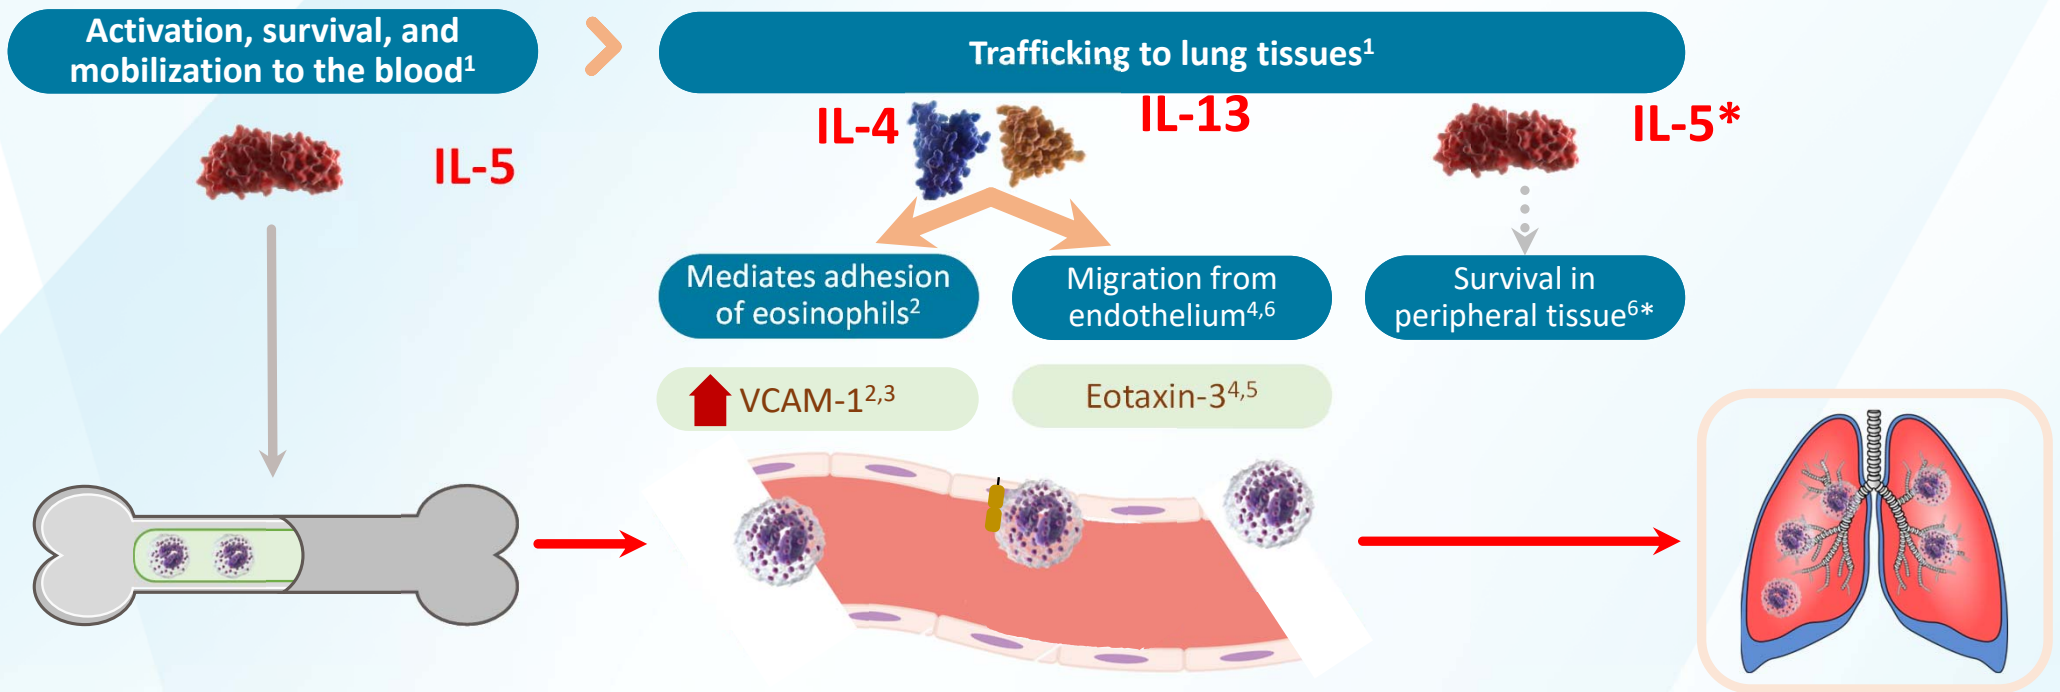 Activation, survival, and
mobilization to the blood1
Trafficking to lung tissues1
IL-5
IL-4
IL-13
IL-5*
Mediates adhesion
of eosinophils2
Migration from
endothelium4,6
Survival in
peripheral tissue6*
VCAM-12,3
Eotaxin-34,5